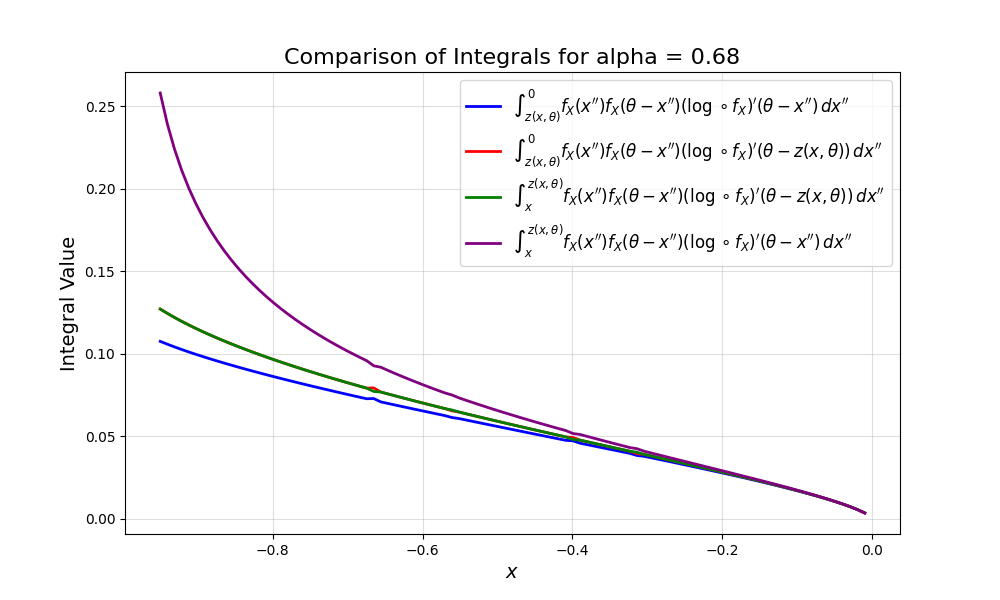 Comparison of Integrals for alpha = 0.68
∫_{z(x, θ)}^{0} f_X(x″)f_X(θ − x″)(log ∘ f_X)′(θ − x″) dx″
∫_{z(x, θ)}^{0} f_X(x″)f_X(θ − x″)(log ∘ f_X)′(θ − z(x, θ)) dx″
∫_{x}^{z(x, θ)} f_X(x″)f_X(θ − x″)(log ∘ f_X)′(θ − z(x, θ)) dx″
∫_{x}^{z(x, θ)} f_X(x″)f_X(θ − x″)(log ∘ f_X)′(θ − x″) dx″
Integral Value
0.25
0.20
0.15
0.10
0.05
0.00
−0.8 −0.6 −0.4 −0.2 0.0
x